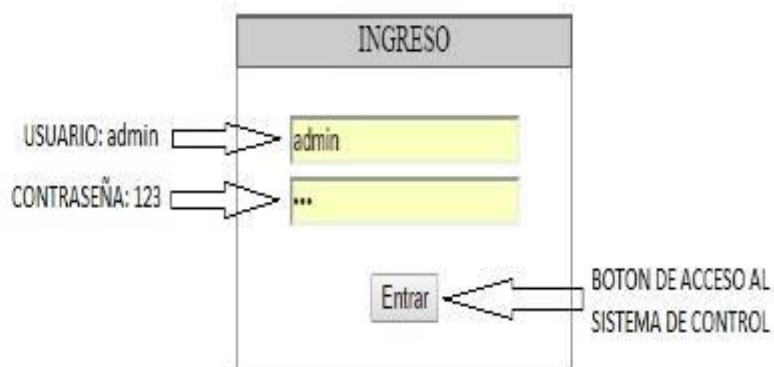 INGRESO
USUARIO: admin
admin
CONTRASEÑA: 123
•••
Entrar
BOTON DE ACCESO AL
SISTEMA DE CONTROL